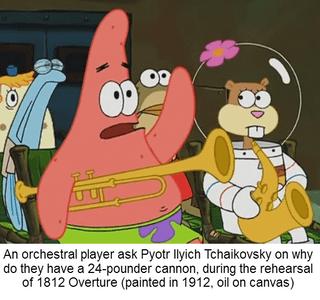 An orchestral player ask Pyotr Ilyich Tchaikovsky on why
do they have a 24-pounder cannon, during the rehearsal
of 1812 Overture (painted in 1912, oil on canvas)